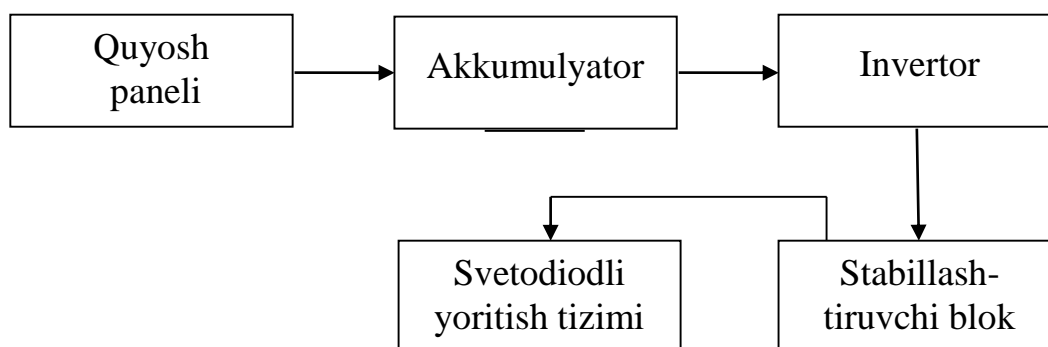 Quyosh
paneli
Akkumulyator
Invertor
Svetodiodli
yoritish tizimi
Stabillash-
tiruvchi blok